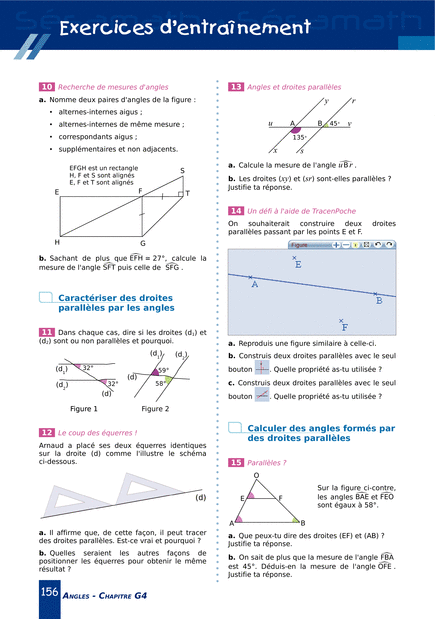 Exercices d'entraînement
10 Recherche de mesures d'angles
a. Nomme deux paires d'angles de la figure :
• alternes-internes aigus ;
• alternes-internes de même mesure ;
• correspondants aigus ;
• supplémentaires et non adjacents.
EFGH est un rectangle
H, F et S sont alignés
E, F et T sont alignés
S
E
F
T
H
G
b. Sachant de plus que EFH = 27°, calcule la
mesure de l'angle SFT puis celle de SFG .
Caractériser des droites
parallèles par les angles
11 Dans chaque cas, dire si les droites (d₁) et
(d₂) sont ou non parallèles et pourquoi.
(d₁)
32°
(d₂)
32°
(d)
Figure 1
(d₁)
(d₂)
59°
(d)
58°
Figure 2
12 Le coup des équerres !
Arnaud a placé ses deux équerres identiques
sur la droite (d) comme l'illustre le schéma
ci-dessous.
(d)
a. Il affirme que, de cette façon, il peut tracer
des droites parallèles. Est-ce vrai et pourquoi ?
b. Quelles seraient les autres façons de
positionner les équerres pour obtenir le même
résultat ?
13 Angles et droites parallèles
y
r
u
A
B
45°
v
135°
x
s
a. Calcule la mesure de l'angle uBr .
b. Les droites (xy) et (sr) sont-elles parallèles ?
Justifie ta réponse.
14 Un défi à l'aide de TracenPoche
On souhaiterait construire deux droites
parallèles passant par les points E et F.
Figure
E
A
B
F
a. Reproduis une figure similaire à celle-ci.
b. Construis deux droites parallèles avec le seul
bouton . Quelle propriété as-tu utilisée ?
c. Construis deux droites parallèles avec le seul
bouton . Quelle propriété as-tu utilisée ?
Calculer des angles formés par
des droites parallèles
15 Parallèles ?
O
E
F
A
B
Sur la figure ci-contre,
les angles BAE et FEO
sont égaux à 58°.
a. Que peux-tu dire des droites (EF) et (AB) ?
Justifie ta réponse.
b. On sait de plus que la mesure de l'angle FBA
est 45°. Déduis-en la mesure de l'angle OFE .
Justifie ta réponse.
156 ANGLES - CHAPITRE G4